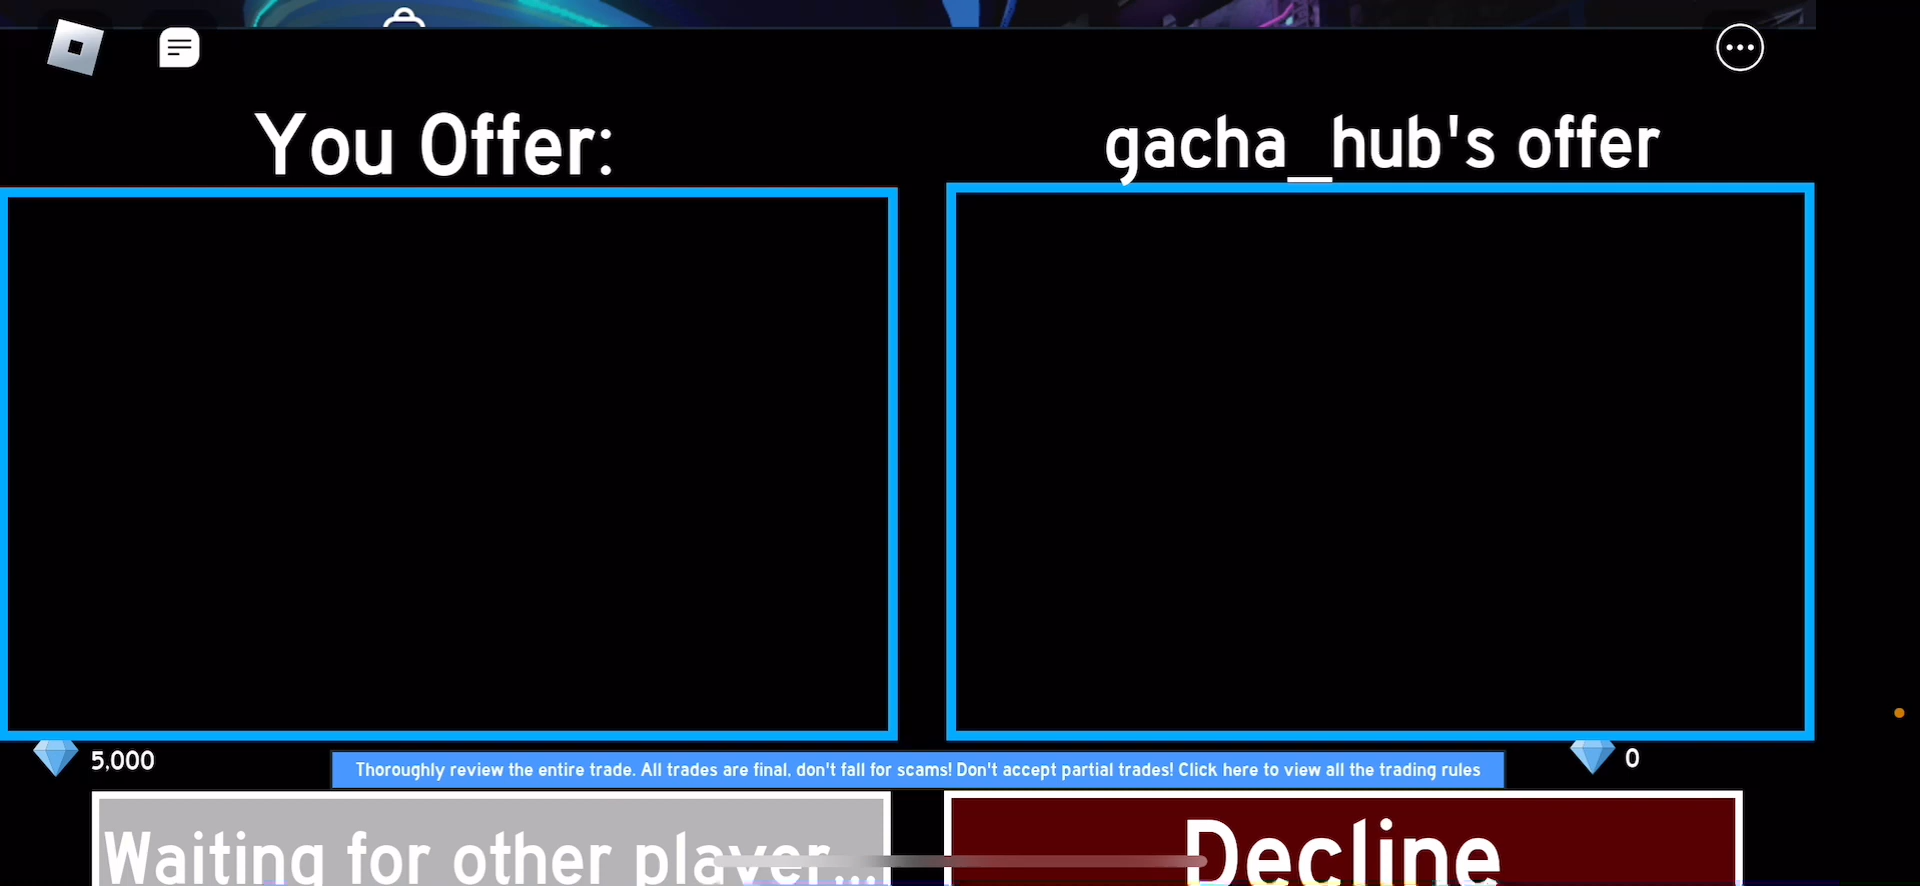 You Offer:
gacha_hub's offer
5,000
Thoroughly review the entire trade. All trades are final, don't fall for scams! Don't accept partial trades! Click here to view all the trading rules
0
Waiting for other player...
Decline